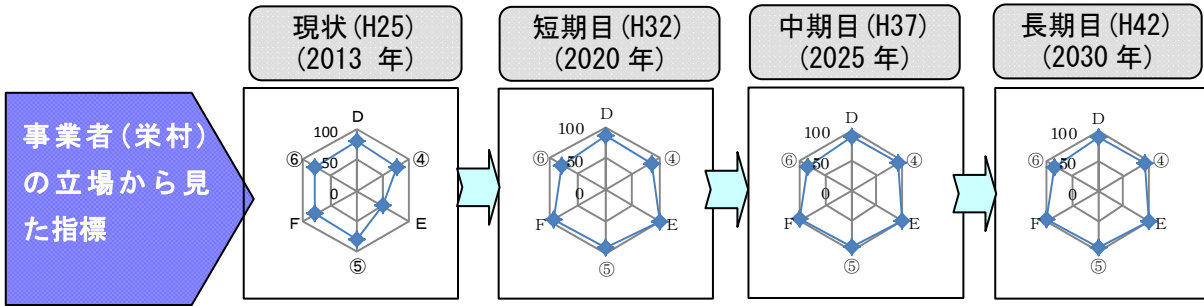 現状(H25)
(2013 年)
短期目(H32)
(2020 年)
中期目(H37)
(2025 年)
長期目(H42)
(2030 年)
事業者(栄村)
の立場から見
た指標
D
100
⑥
④
50
0
F
E
⑤
D
100
⑥
④
50
0
F
E
⑤
D
100
⑥
④
50
0
F
E
⑤
D
100
⑥
④
50
0
F
E
⑤